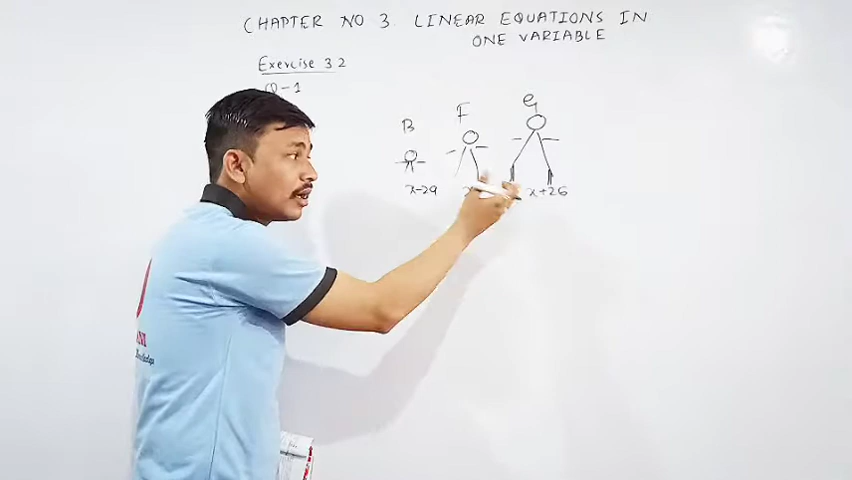 CHAPTER NO 3. LINEAR EQUATIONS IN
ONE VARIABLE
Exercise 3.2
Q-1
B F G
x-29 x x+26